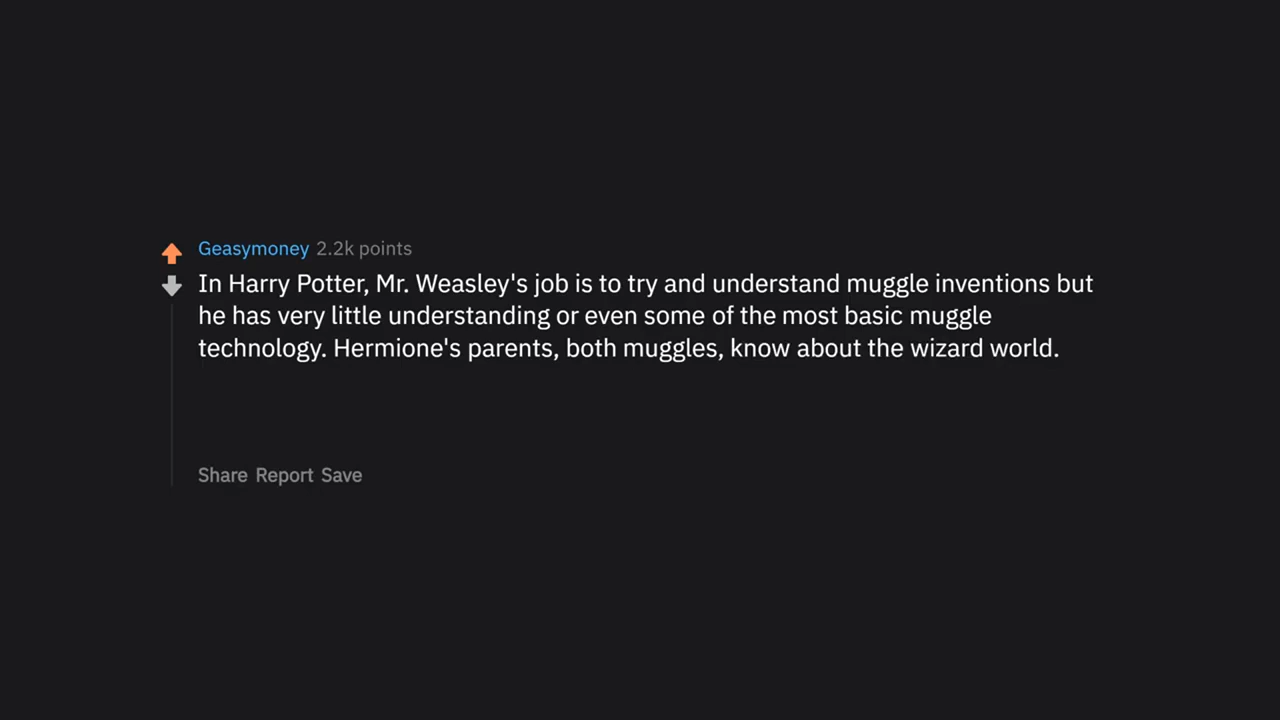 Geasymoney 2.2k points
In Harry Potter, Mr. Weasley's job is to try and understand muggle inventions but
he has very little understanding or even some of the most basic muggle
technology. Hermione's parents, both muggles, know about the wizard world.
Share Report Save